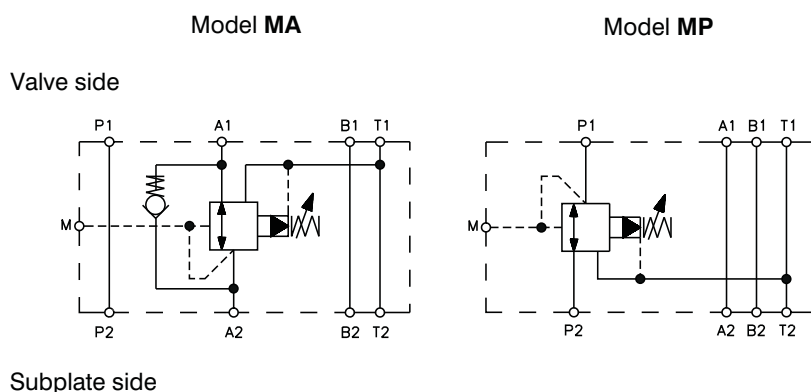 Model MA
Model MP
Valve side
P1 A1 B1 T1
P1 A1 B1 T1
M
M
P2 A2 B2 T2
P2 A2 B2 T2
Subplate side